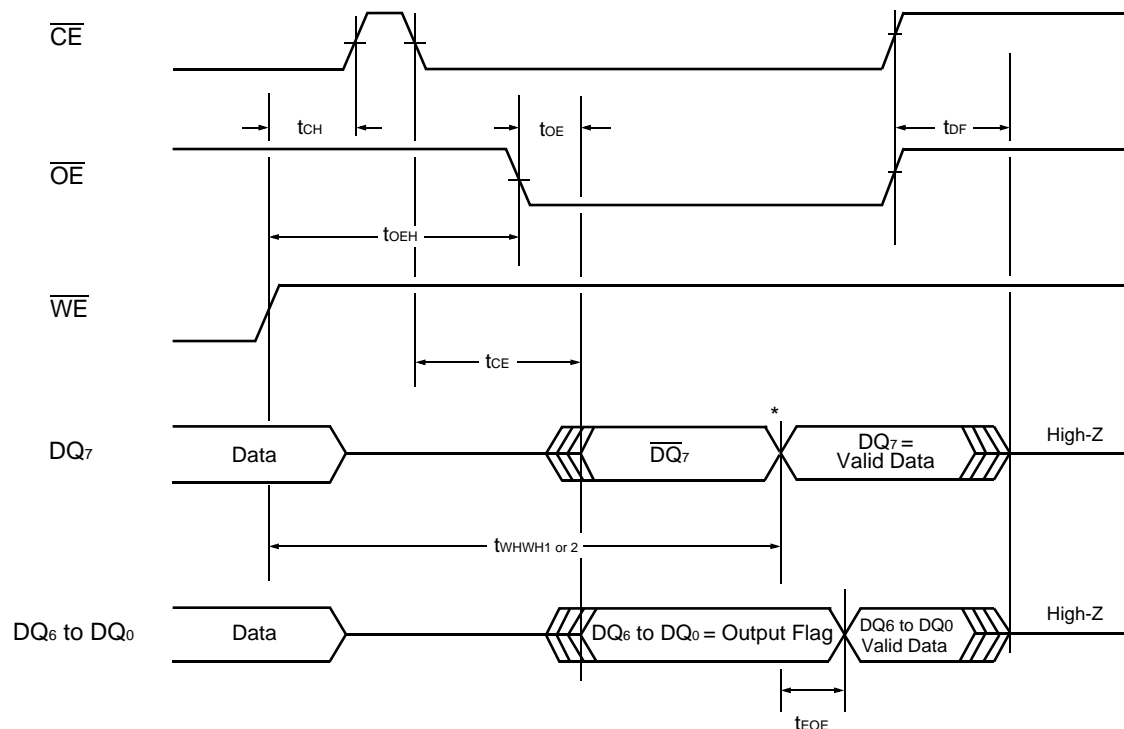 CE
tCH
tOE
tDF
OE
tOEH
WE
tCE
*
DQ7
Data
DQ7
DQ7 =
Valid Data
High-Z
tWHWH1 or 2
DQ6 to DQ0
Data
DQ6 to DQ0 = Output Flag
DQ6 to DQ0
Valid Data
High-Z
tEOE